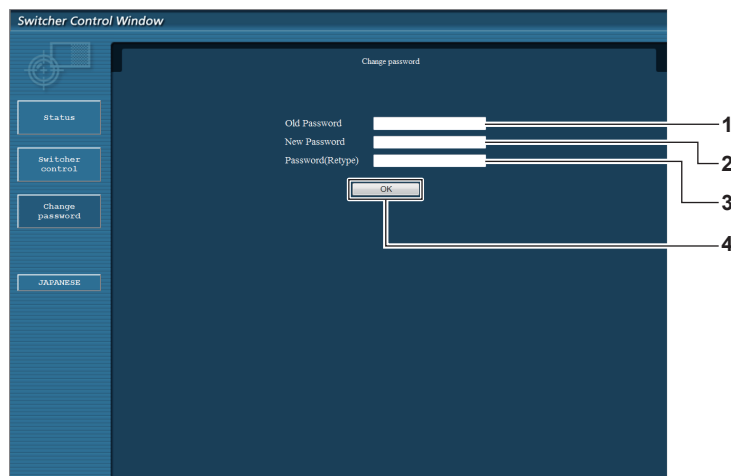 Switcher Control Window
Change password
Status
Switcher
control
Change
password
JAPANESE
Old Password
New Password
Password(Retype)
OK
1
2
3
4